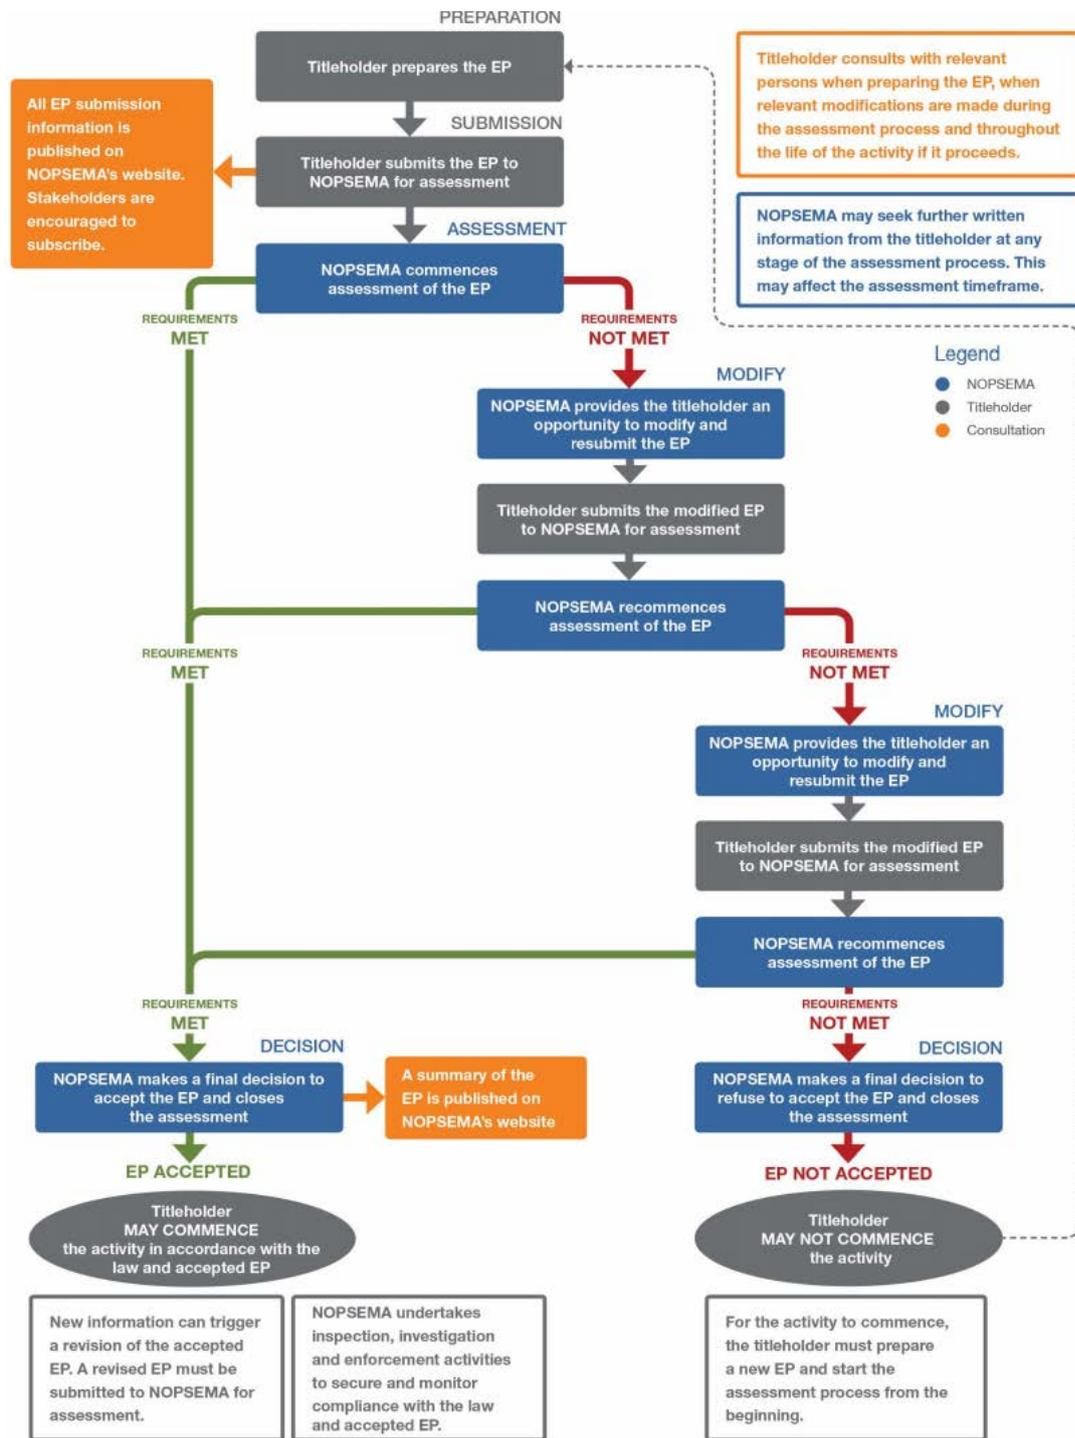 PREPARATION
Titleholder prepares the EP
Titleholder consults with relevant
persons when preparing the EP, when
relevant modifications are made during
the assessment process and throughout
the life of the activity if it proceeds.
All EP submission
information is
published on
NOPSEMA's website.
Stakeholders are
encouraged to
subscribe.
SUBMISSION
Titleholder submits the EP to
NOPSEMA for assessment
NOPSEMA may seek further written
information from the titleholder at any
stage of the assessment process. This
may affect the assessment timeframe.
ASSESSMENT
NOPSEMA commences
assessment of the EP
REQUIREMENTS
MET
REQUIREMENTS
NOT MET
Legend
NOPSEMA
Titleholder
Consultation
MODIFY
NOPSEMA provides the titleholder an
opportunity to modify and
resubmit the EP
Titleholder submits the modified EP
to NOPSEMA for assessment
NOPSEMA recommences
assessment of the EP
REQUIREMENTS
MET
REQUIREMENTS
NOT MET
MODIFY
NOPSEMA provides the titleholder an
opportunity to modify and
resubmit the EP
Titleholder submits the modified EP
to NOPSEMA for assessment
NOPSEMA recommences
assessment of the EP
REQUIREMENTS
MET
REQUIREMENTS
NOT MET
DECISION
NOPSEMA makes a final decision to
accept the EP and closes
the assessment
A summary of the
EP is published on
NOPSEMA's website
DECISION
NOPSEMA makes a final decision to
refuse to accept the EP and closes
the assessment
EP ACCEPTED
EP NOT ACCEPTED
Titleholder
MAY COMMENCE
the activity in accordance with the
law and accepted EP
Titleholder
MAY NOT COMMENCE
the activity
New information can trigger
a revision of the accepted
EP. A revised EP must be
submitted to NOPSEMA for
assessment.
NOPSEMA undertakes
inspection, investigation
and enforcement activities
to secure and monitor
compliance with the law
and accepted EP.
For the activity to commence,
the titleholder must prepare
a new EP and start the
assessment process from the
beginning.